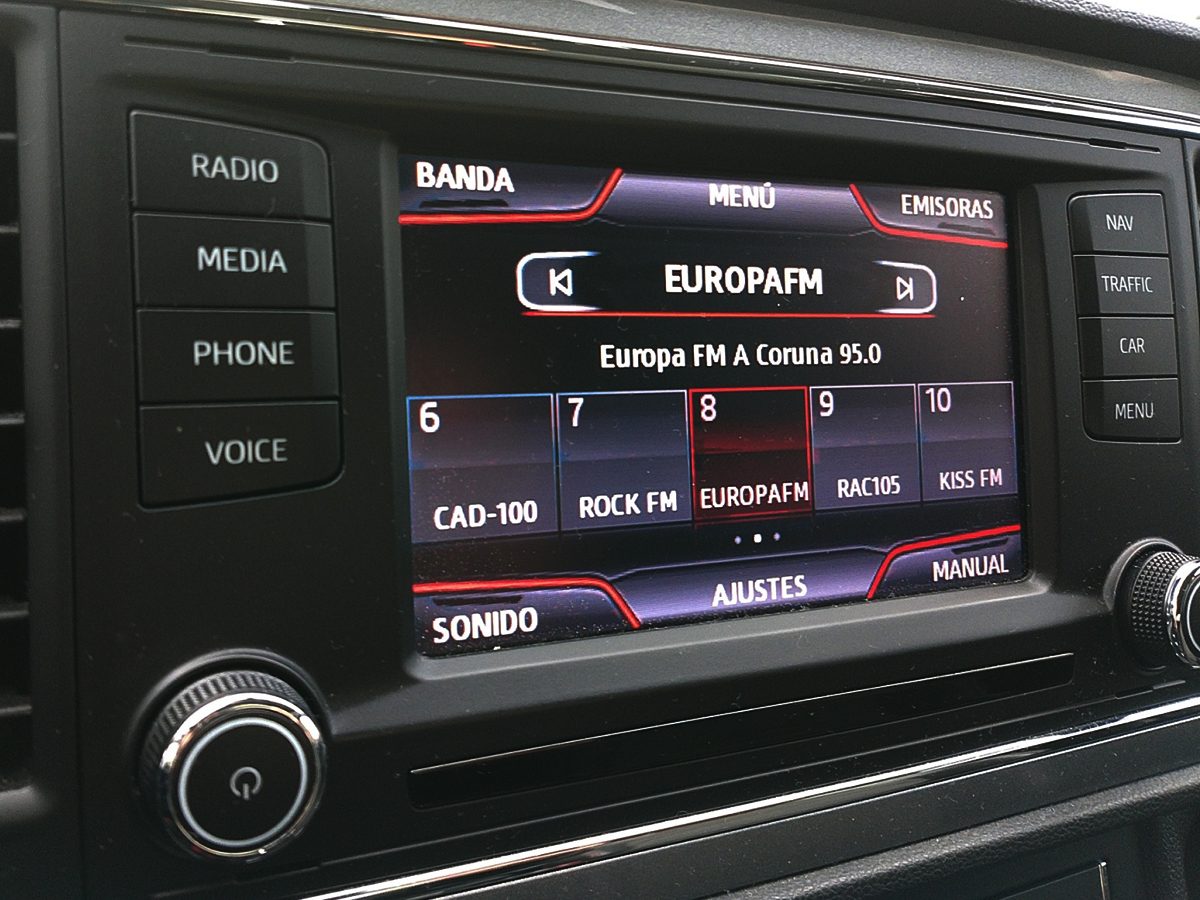 RADIO
MEDIA
PHONE
VOICE
BANDA
MENÚ
EMISORAS
EUROPAFM
Europa FM A Coruna 95.0
6
7
8
9
10
CAD-100
ROCK FM
EUROPAFM
RAC105
KISS FM
SONIDO
AJUSTES
MANUAL
NAV
TRAFFIC
CAR
MENU